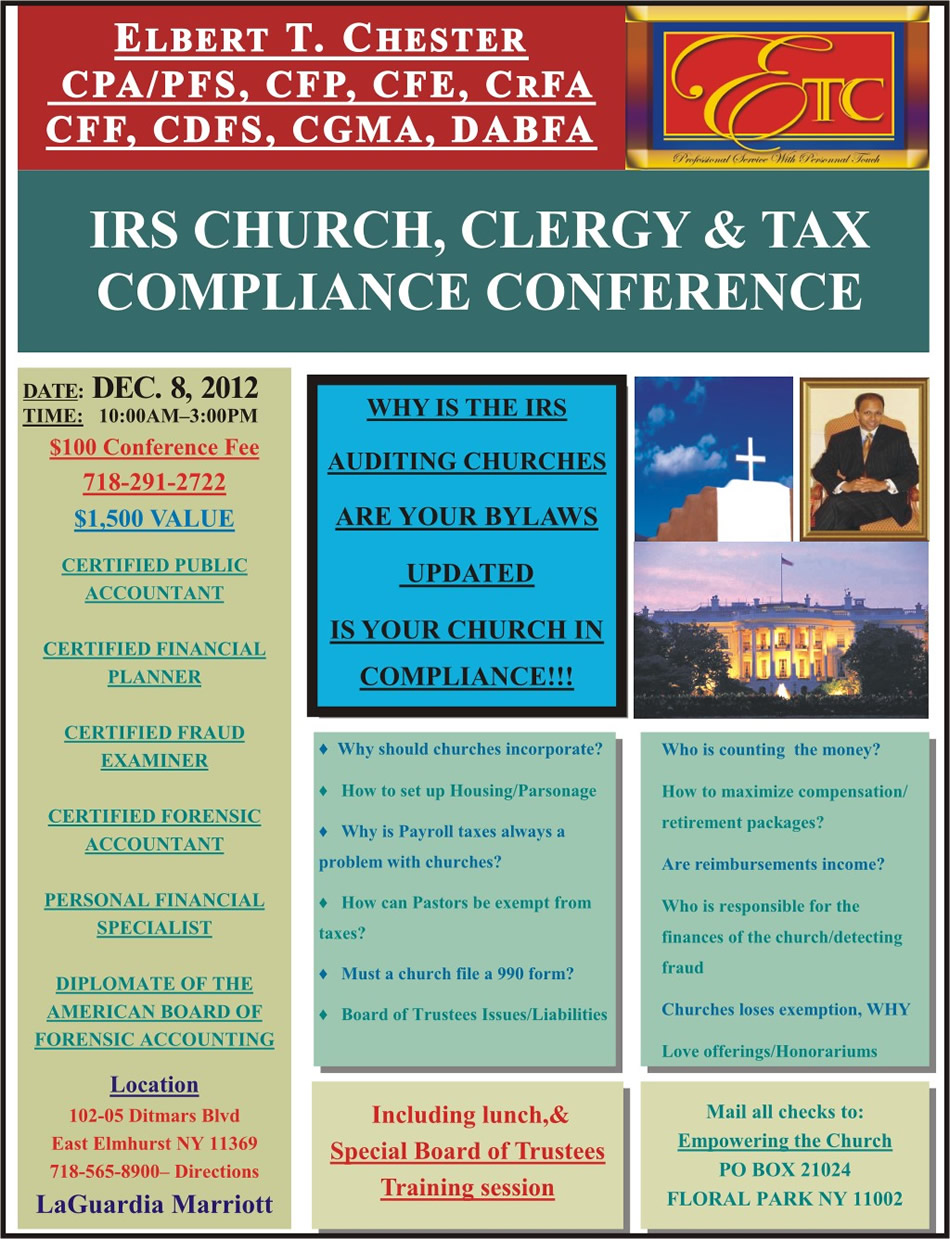 ELBERT T. CHESTER
CPA/PFS, CFP, CFE, CRFA
CFF, CDFS, CGMA, DABFA
ETC
Professional Service With Personnal Touch
IRS CHURCH, CLERGY & TAX
COMPLIANCE CONFERENCE
DATE: DEC. 8, 2012
TIME: 10:00AM–3:00PM
$100 Conference Fee
718-291-2722
$1,500 VALUE
CERTIFIED PUBLIC
ACCOUNTANT
CERTIFIED FINANCIAL
PLANNER
CERTIFIED FRAUD
EXAMINER
CERTIFIED FORENSIC
ACCOUNTANT
PERSONAL FINANCIAL
SPECIALIST
DIPLOMATE OF THE
AMERICAN BOARD OF
FORENSIC ACCOUNTING
Location
102-05 Ditmars Blvd
East Elmhurst NY 11369
718-565-8900– Directions
LaGuardia Marriott
WHY IS THE IRS
AUDITING CHURCHES
ARE YOUR BYLAWS
UPDATED
IS YOUR CHURCH IN
COMPLIANCE!!!
♦ Why should churches incorporate?
♦ How to set up Housing/Parsonage
♦ Why is Payroll taxes always a
problem with churches?
♦ How can Pastors be exempt from
taxes?
♦ Must a church file a 990 form?
♦ Board of Trustees Issues/Liabilities
Who is counting the money?
How to maximize compensation/
retirement packages?
Are reimbursements income?
Who is responsible for the
finances of the church/detecting
fraud
Churches loses exemption, WHY
Love offerings/Honorariums
Including lunch,&
Special Board of Trustees
Training session
Mail all checks to:
Empowering the Church
PO BOX 21024
FLORAL PARK NY 11002